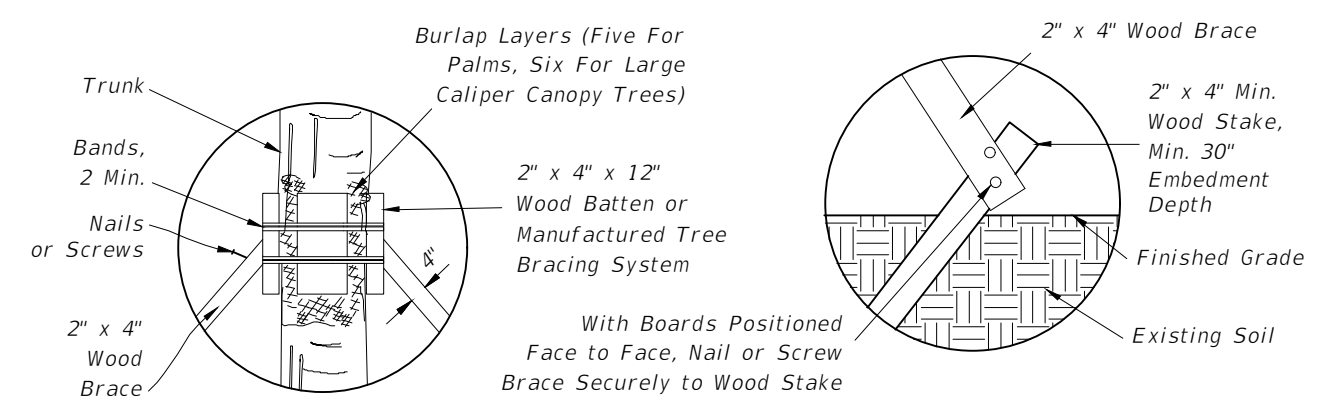 Burlap Layers (Five For
Palms, Six For Large
Caliper Canopy Trees)
Trunk
Bands,
2 Min.
Nails
or Screws
2" x 4"
Wood
Brace
2" x 4" x 12"
Wood Batten or
Manufactured Tree
Bracing System
4"
2" x 4" Wood Brace
2" x 4" Min.
Wood Stake,
Min. 30"
Embedment
Depth
Finished Grade
Existing Soil
With Boards Positioned
Face to Face, Nail or Screw
Brace Securely to Wood Stake